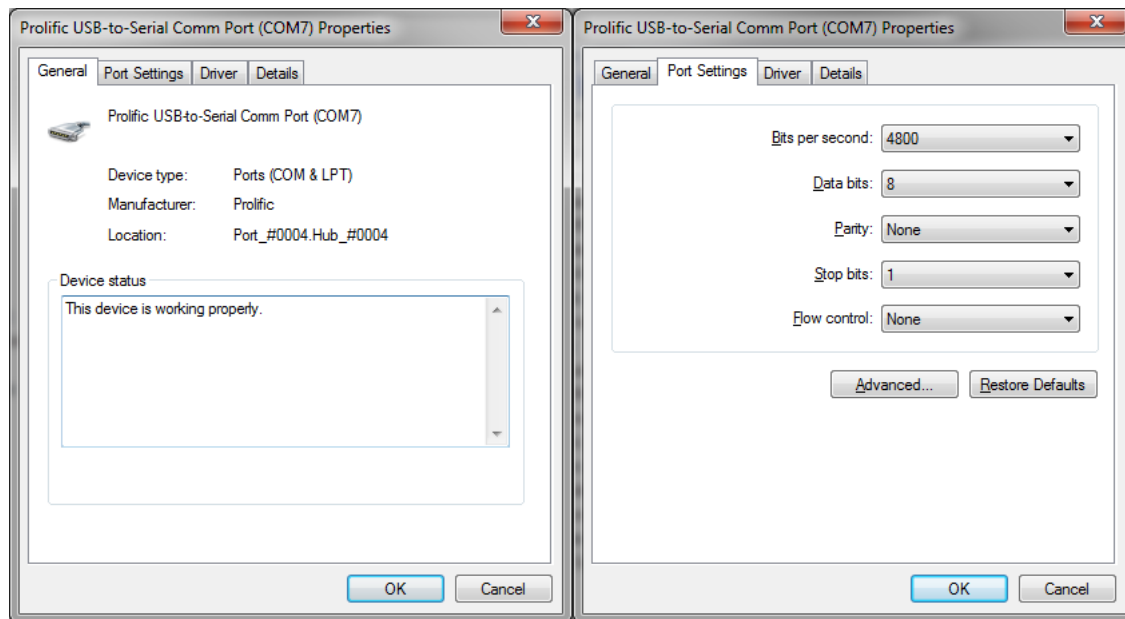 Prolific USB-to-Serial Comm Port (COM7) Properties
x
General Port Settings Driver Details
Prolific USB-to-Serial Comm Port (COM7)
Device type: Ports (COM & LPT)
Manufacturer: Prolific
Location: Port_#0004.Hub_#0004
Device status
This device is working properly.
OK Cancel
Prolific USB-to-Serial Comm Port (COM7) Properties
x
General Port Settings Driver Details
Bits per second: 4800
Data bits: 8
Parity: None
Stop bits: 1
Flow control: None
Advanced... Restore Defaults
OK Cancel